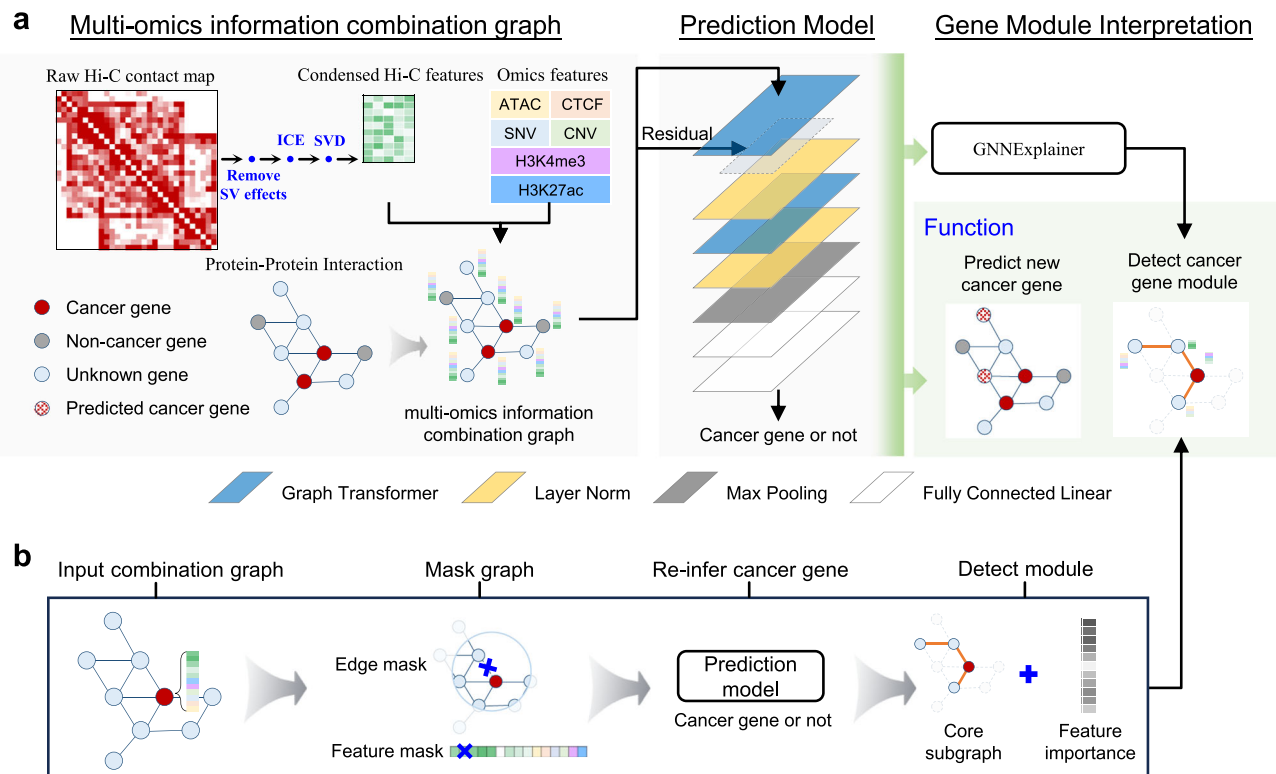 a
Multi-omics information combination graph
Prediction Model
Gene Module Interpretation
Raw Hi-C contact map
Condensed Hi-C features
Omics features
ATAC
CTCF
SNV
CNV
H3K4me3
H3K27ac
ICE
SVD
Remove
SV effects
Protein-Protein Interaction
Cancer gene
Non-cancer gene
Unknown gene
Predicted cancer gene
multi-omics information
combination graph
Residual
Cancer gene or not
GNNExplainer
Function
Predict new
cancer gene
Detect cancer
gene module
Graph Transformer
Layer Norm
Max Pooling
Fully Connected Linear
b
Input combination graph
Mask graph
Re-infer cancer gene
Detect module
Edge mask
Feature mask
Prediction
model
Cancer gene or not
Core
subgraph
Feature
importance